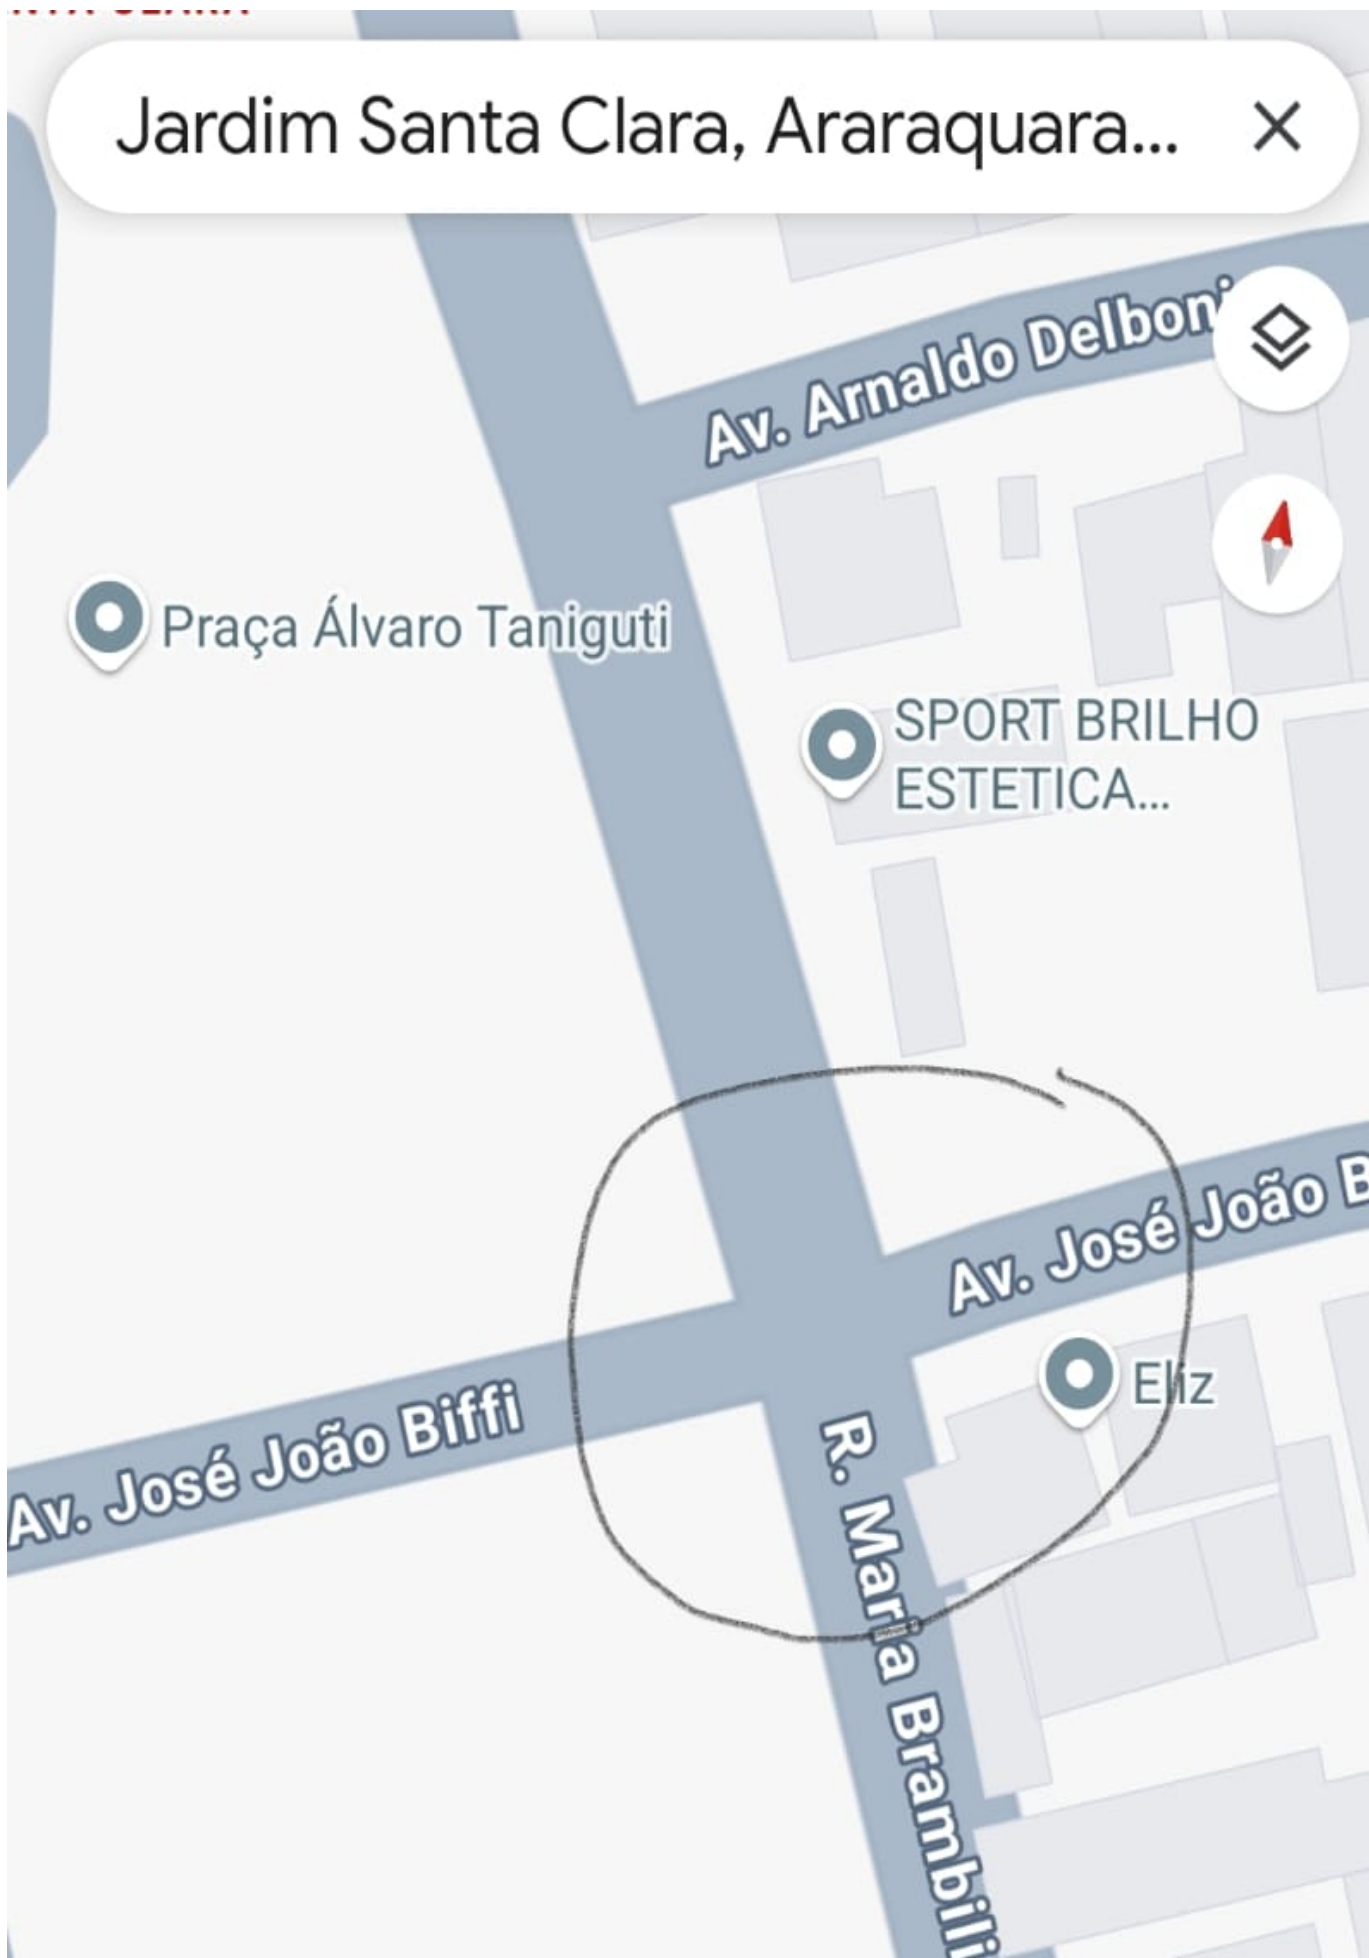 Jardim Santa Clara, Araraquara...
Av. Arnaldo Delboni
Praça Álvaro Taniguti
SPORT BRILHO
ESTETICA...
Av. José João B
Eliz
Av. José João Biffi
R. Maria Brambili